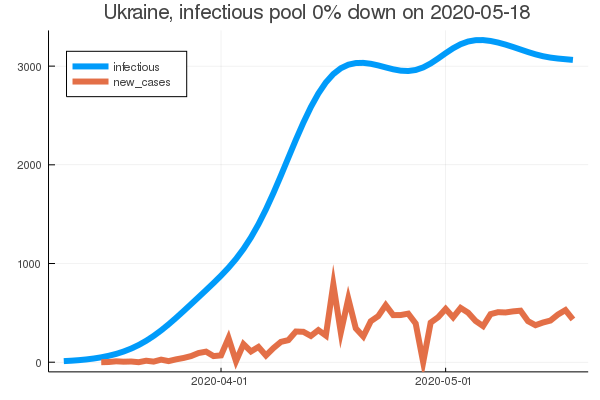 Ukraine, infectious pool 0% down on 2020-05-18
infectious
new_cases
3000
2000
1000
0
2020-04-01
2020-05-01